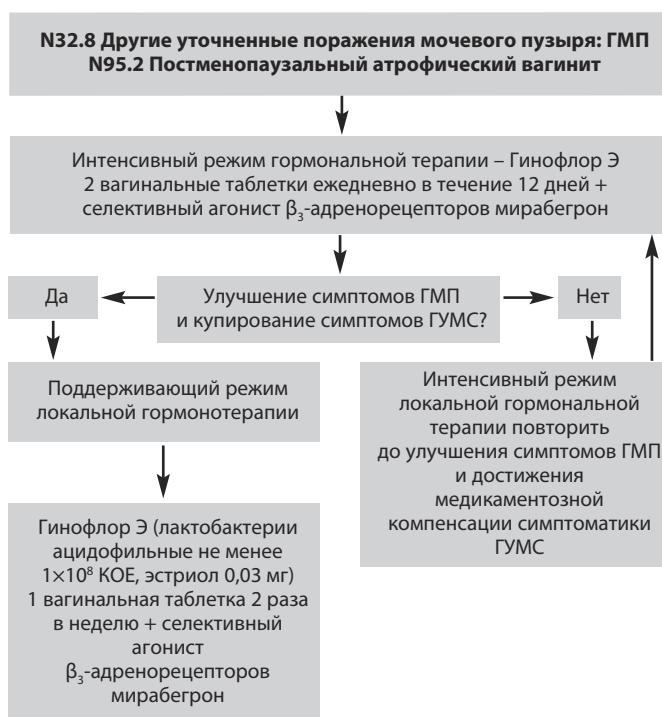 N32.8 Другие уточненные поражения мочевого пузыря: ГМП
N95.2 Постменопаузальный атрофический вагинит
Интенсивный режим гормональной терапии – Гинофлор Э
2 вагинальные таблетки ежедневно в течение 12 дней +
селективный агонист β₃-адренорецепторов мирабегрон
Да
Улучшение симптомов ГМП
и купирование симптомов ГУМС?
Нет
Поддерживающий режим
локальной гормонотерапии
Интенсивный режим
локальной гормональной
терапии повторить
до улучшения симптомов ГМП
и достижения
медикаментозной
компенсации симптоматики
ГУМС
Гинофлор Э (лактобактерии
ацидофильные не менее
1×10⁸ КОЕ, эстриол 0,03 мг)
1 вагинальная таблетка 2 раза
в неделю + селективный
агонист
β₃-адренорецепторов
мирабегрон